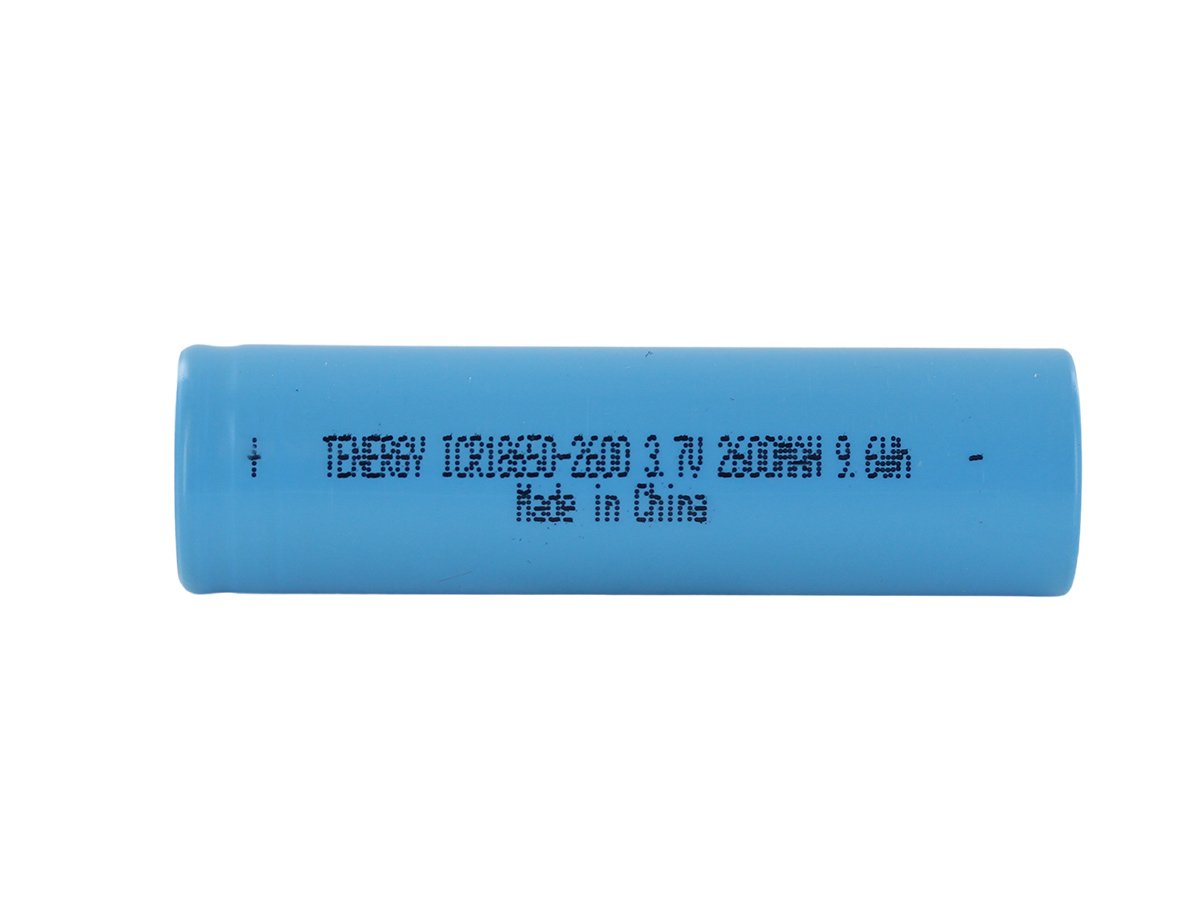 + TENERGY ICR18650-2600 3.7V 2600MAH 9.6Wh -
Made in China